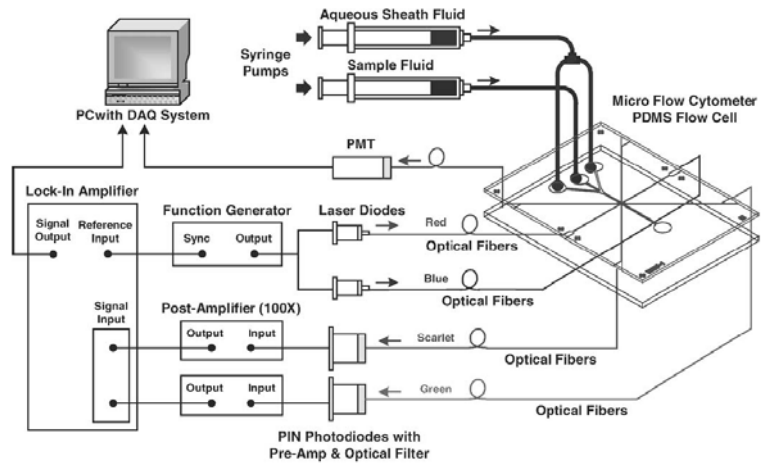 Aqueous Sheath Fluid
Syringe
Pumps
Sample Fluid
PCwith DAQ System
Micro Flow Cytometer
PDMS Flow Cell
PMT
Lock-In Amplifier
Signal
Output
Reference
Input
Function Generator
Sync
Output
Laser Diodes
Red
Optical Fibers
Blue
Optical Fibers
Signal
Input
Post-Amplifier (100X)
Output
Input
Scarlet
Optical Fibers
Output
Input
Green
Optical Fibers
PIN Photodiodes with
Pre-Amp & Optical Filter